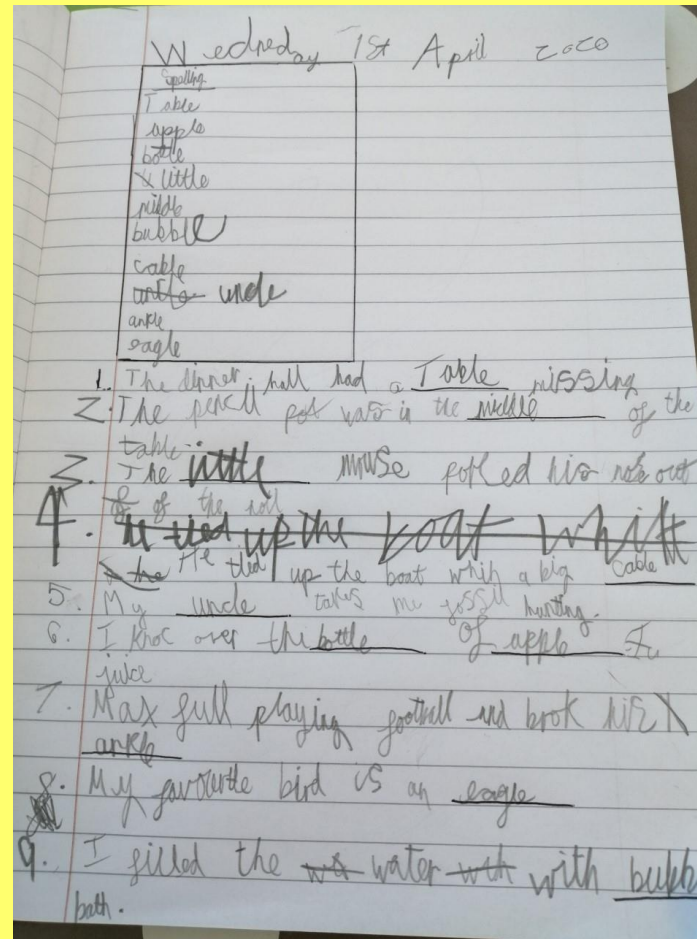 Wedneday 1st April 2020
Spelling
Table
apple
bottle
little
middle
bubble
cable
uncle
ankle
eagle
1. The dinner hall had a Table missing
2. The pencil pot was in the middle of the
table.
3. The little mouse poked his nose out
of the
4. He tied up the boat whith
He tied up the boat whith a big cable
5. My uncle takes me fossil hunting.
6. I knoc over the bottle of apple
juice
7. Max full playing football and brok his
ankle
8. My favourite bird is an eagle
9. I filled the water with bubb
bath.